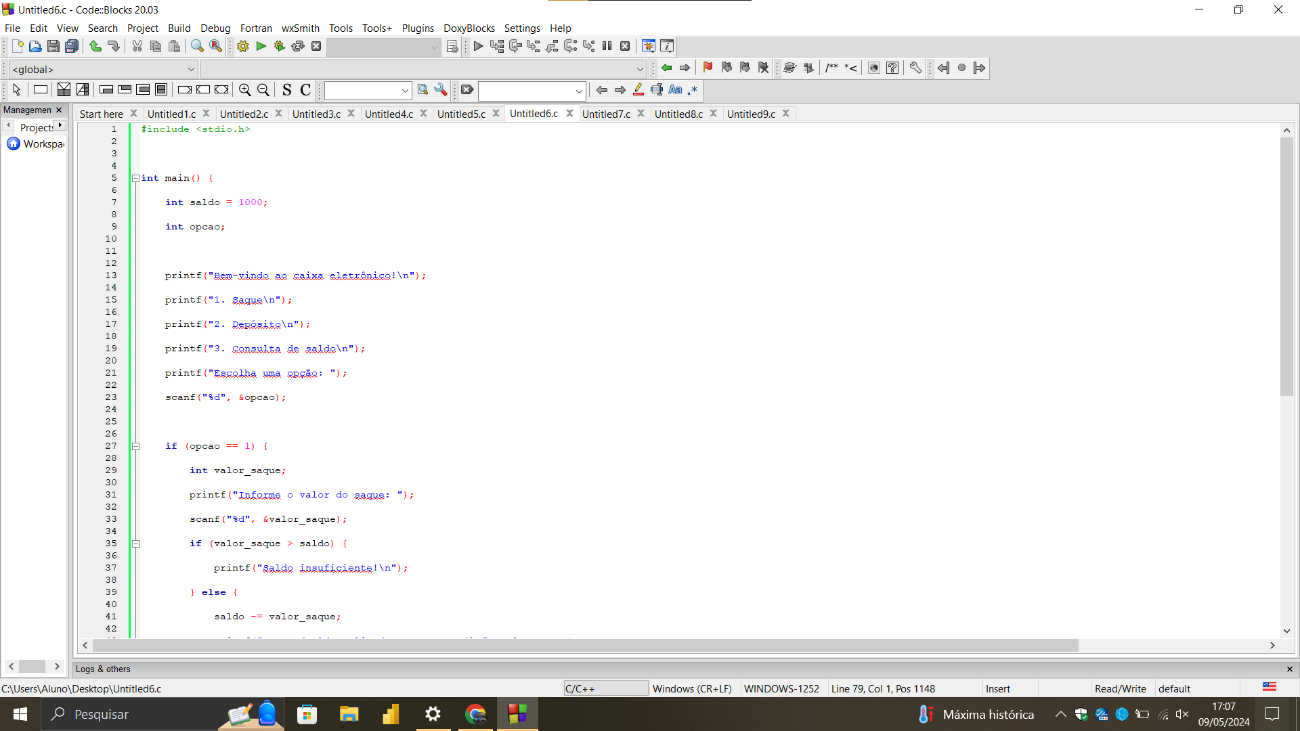 Untitled6.c - Code::Blocks 20.03
File Edit View Search Project Build Debug Fortran wxSmith Tools Tools+ Plugins DoxyBlocks Settings Help
<global>
/** *<
S C
Aa .*
Managemen
Start here Untitled1.c Untitled2.c Untitled3.c Untitled4.c Untitled5.c Untitled6.c Untitled7.c Untitled8.c Untitled9.c
Projects
Workspa
1 #include <stdio.h>
2
3
4
5 int main() {
6
7 int saldo = 1000;
8
9 int opcao;
10
11
12
13 printf("Bem-vindo ao caixa eletrônico!\n");
14
15 printf("1. Saque\n");
16
17 printf("2. Depósito\n");
18
19 printf("3. Consulta de saldo\n");
20
21 printf("Escolha uma opção: ");
22
23 scanf("%d", &opcao);
24
25
26
27 if (opcao == 1) {
28
29 int valor_saque;
30
31 printf("Informe o valor do saque: ");
32
33 scanf("%d", &valor_saque);
34
35 if (valor_saque > saldo) {
36
37 printf("Saldo insuficiente!\n");
38
39 } else {
40
41 saldo -= valor_saque;
42
Logs & others
C:\Users\Aluno\Desktop\Untitled6.c C/C++ Windows (CR+LF) WINDOWS-1252 Line 79, Col 1, Pos 1148 Insert Read/Write default
Pesquisar
Máxima histórica
17:07
09/05/2024